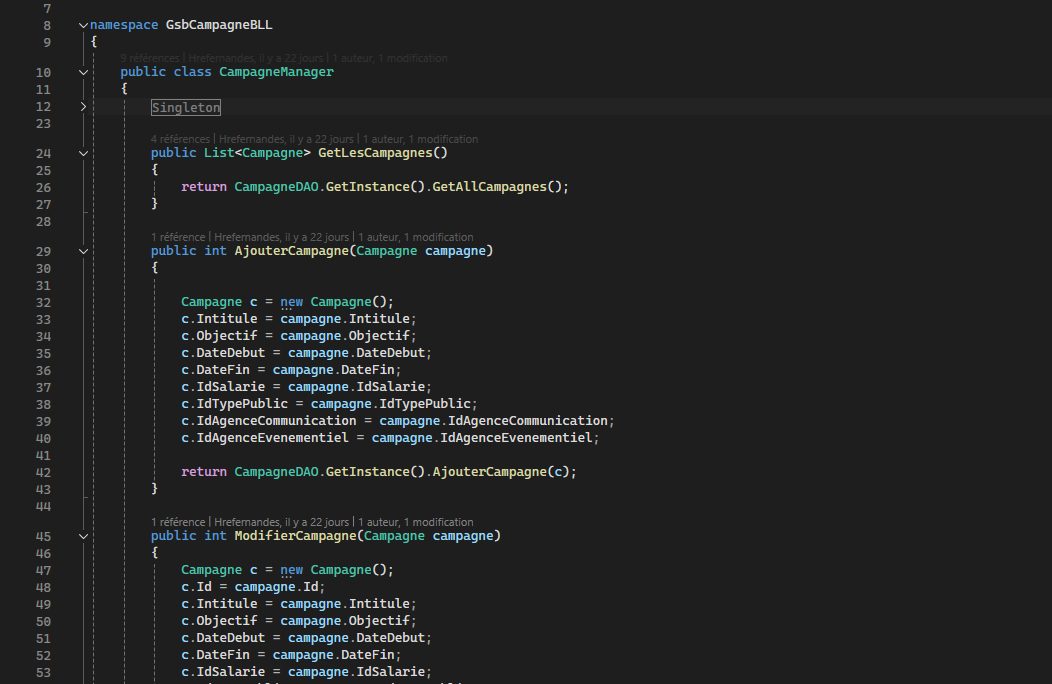 7
8 namespace GsbCampagneBLL
9 {
9 références | Hrefernandes, il y a 22 jours | 1 auteur, 1 modification
10 public class CampagneManager
11 {
12 Singleton
23
4 références | Hrefernandes, il y a 22 jours | 1 auteur, 1 modification
24 public List<Campagne> GetLesCampagnes()
25 {
26 return CampagneDAO.GetInstance().GetAllCampagnes();
27 }
28
1 référence | Hrefernandes, il y a 22 jours | 1 auteur, 1 modification
29 public int AjouterCampagne(Campagne campagne)
30 {
31
32 Campagne c = new Campagne();
33 c.Intitule = campagne.Intitule;
34 c.Objectif = campagne.Objectif;
35 c.DateDebut = campagne.DateDebut;
36 c.DateFin = campagne.DateFin;
37 c.IdSalarie = campagne.IdSalarie;
38 c.IdTypePublic = campagne.IdTypePublic;
39 c.IdAgenceCommunication = campagne.IdAgenceCommunication;
40 c.IdAgenceEvenementiel = campagne.IdAgenceEvenementiel;
41
42 return CampagneDAO.GetInstance().AjouterCampagne(c);
43 }
44
1 référence | Hrefernandes, il y a 22 jours | 1 auteur, 1 modification
45 public int ModifierCampagne(Campagne campagne)
46 {
47 Campagne c = new Campagne();
48 c.Id = campagne.Id;
49 c.Intitule = campagne.Intitule;
50 c.Objectif = campagne.Objectif;
51 c.DateDebut = campagne.DateDebut;
52 c.DateFin = campagne.DateFin;
53 c.IdSalarie = campagne.IdSalarie;